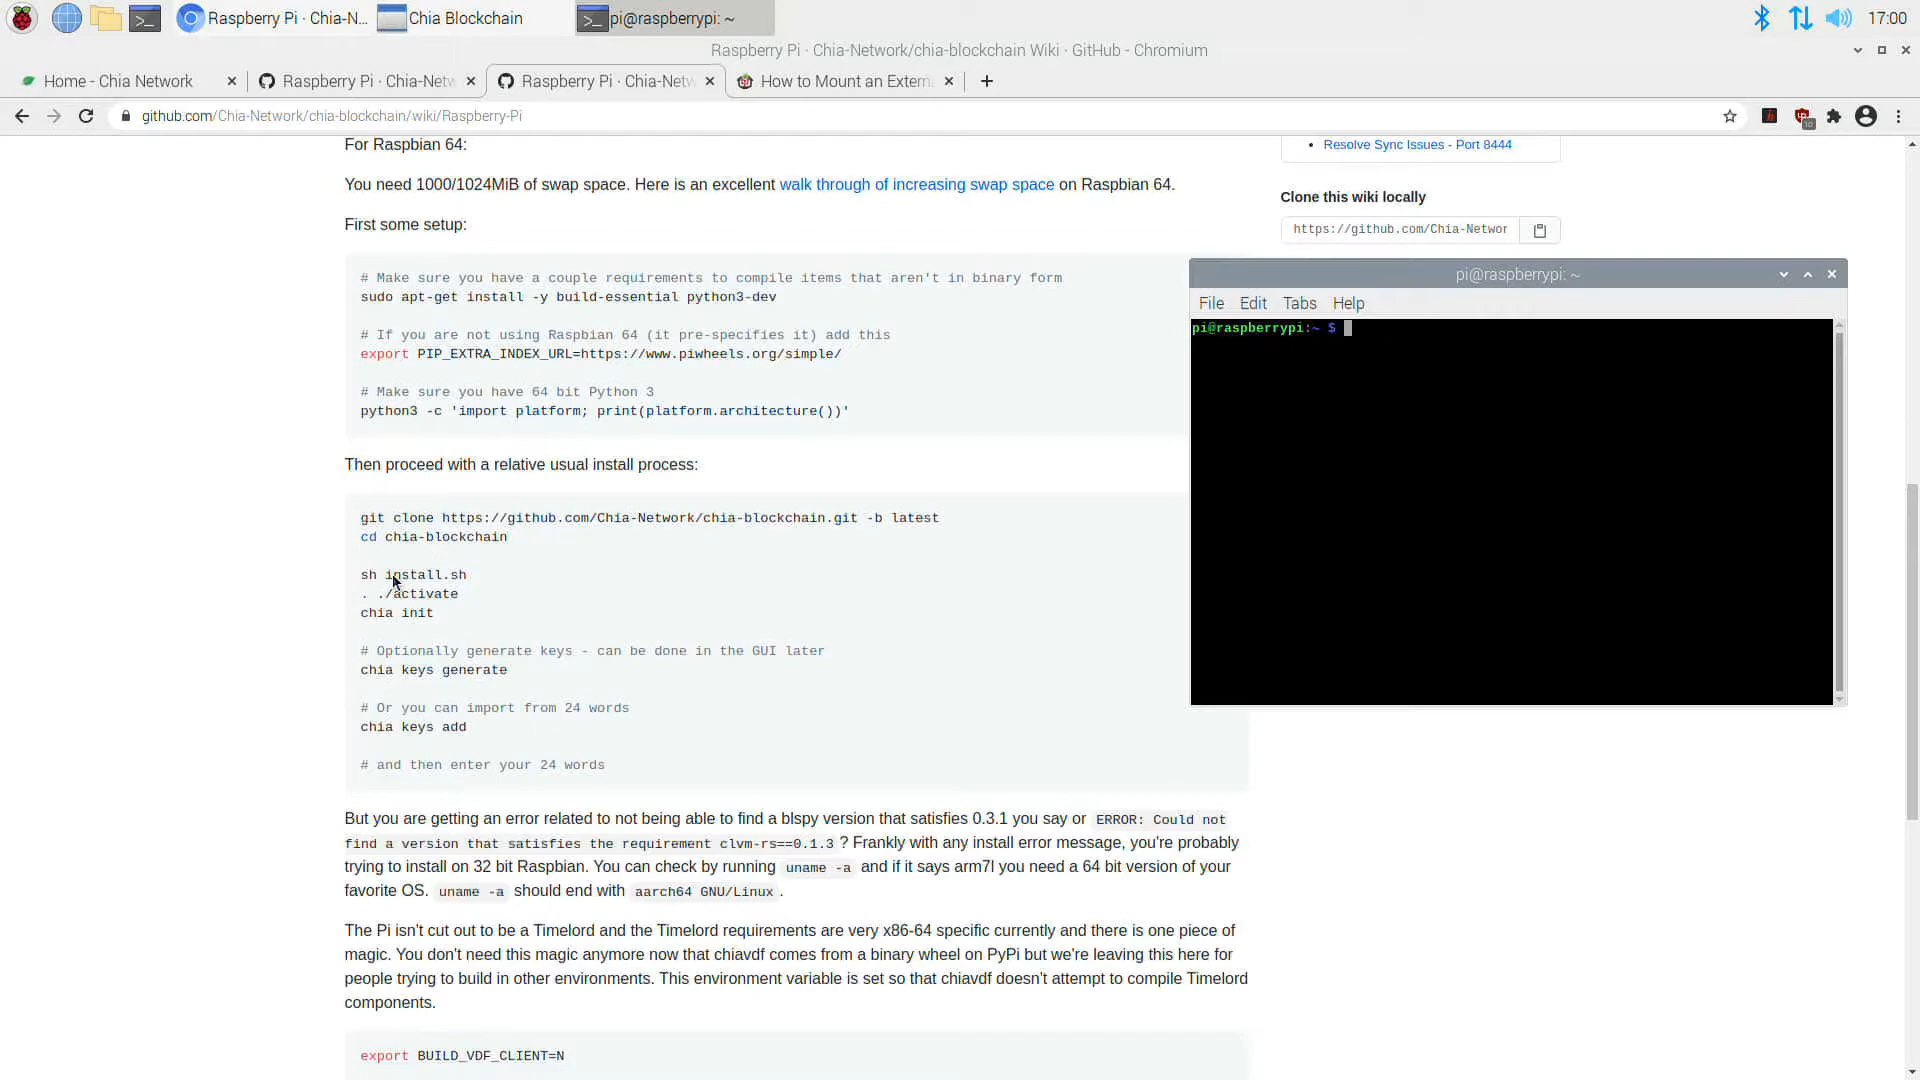 Raspberry Pi · Chia-N...
Chia Blockchain
pi@raspberrypi: ~
17:00
Raspberry Pi · Chia-Network/chia-blockchain Wiki · GitHub - Chromium
Home - Chia Network
Raspberry Pi · Chia-Netw
Raspberry Pi · Chia-Netw
How to Mount an Extern
github.com/Chia-Network/chia-blockchain/wiki/Raspberry-Pi
10
For Raspbian 64:
You need 1000/1024MiB of swap space. Here is an excellent walk through of increasing swap space on Raspbian 64.
First some setup:
# Make sure you have a couple requirements to compile items that aren't in binary form
sudo apt-get install -y build-essential python3-dev
# If you are not using Raspbian 64 (it pre-specifies it) add this
export PIP_EXTRA_INDEX_URL=https://www.piwheels.org/simple/
# Make sure you have 64 bit Python 3
python3 -c 'import platform; print(platform.architecture())'
Then proceed with a relative usual install process:
git clone https://github.com/Chia-Network/chia-blockchain.git -b latest
cd chia-blockchain
sh install.sh
. ./activate
chia init
# Optionally generate keys - can be done in the GUI later
chia keys generate
# Or you can import from 24 words
chia keys add
# and then enter your 24 words
But you are getting an error related to not being able to find a blspy version that satisfies 0.3.1 you say or ERROR: Could not
find a version that satisfies the requirement clvm-rs==0.1.3 ? Frankly with any install error message, you're probably
trying to install on 32 bit Raspbian. You can check by running uname -a and if it says arm7l you need a 64 bit version of your
favorite OS. uname -a should end with aarch64 GNU/Linux .
The Pi isn't cut out to be a Timelord and the Timelord requirements are very x86-64 specific currently and there is one piece of
magic. You don't need this magic anymore now that chiavdf comes from a binary wheel on PyPi but we're leaving this here for
people trying to build in other environments. This environment variable is set so that chiavdf doesn't attempt to compile Timelord
components.
export BUILD_VDF_CLIENT=N
Resolve Sync Issues - Port 8444
Clone this wiki locally
https://github.com/Chia-Networ
pi@raspberrypi: ~
File Edit Tabs Help
pi@raspberrypi:~ $